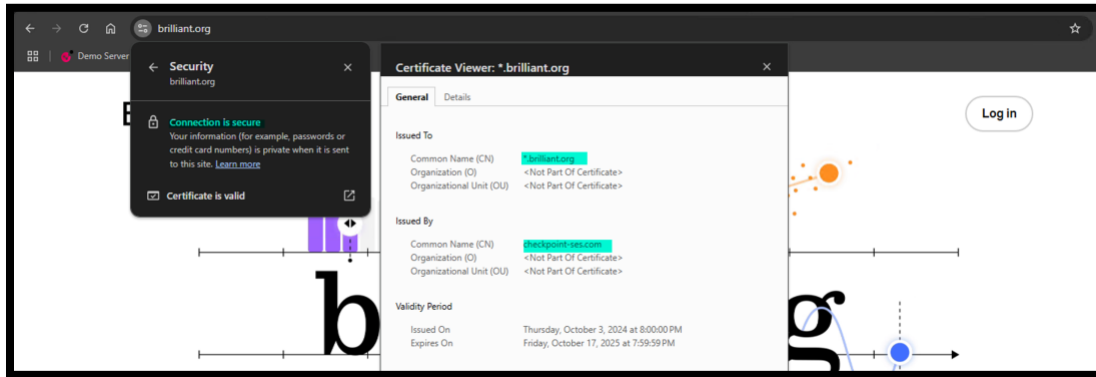 brilliant.org
Demo Server
Security
brilliant.org
Connection is secure
Your information (for example, passwords or
credit card numbers) is private when it is sent
to this site. Learn more
Certificate is valid
Certificate Viewer: *.brilliant.org
General Details
Issued To
Common Name (CN) *.brilliant.org
Organization (O) <Not Part Of Certificate>
Organizational Unit (OU) <Not Part Of Certificate>
Issued By
Common Name (CN) checkpoint-ses.com
Organization (O) <Not Part Of Certificate>
Organizational Unit (OU) <Not Part Of Certificate>
Validity Period
Issued On Thursday, October 3, 2024 at 8:00:00 PM
Expires On Friday, October 17, 2025 at 7:59:59 PM
Log in
b
g